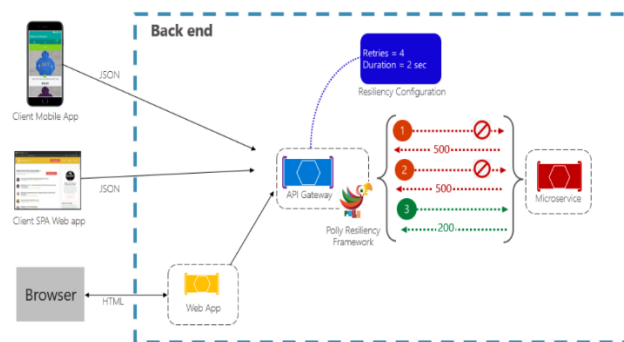 Back end
Retries = 4
Duration = 2 sec
Resiliency Configuration
Client Mobile App
JSON
1
500
2
500
3
200
API Gateway
Polly Resiliency
Framework
Microservice
JSON
Client SPA Web app
Browser
HTML
Web App